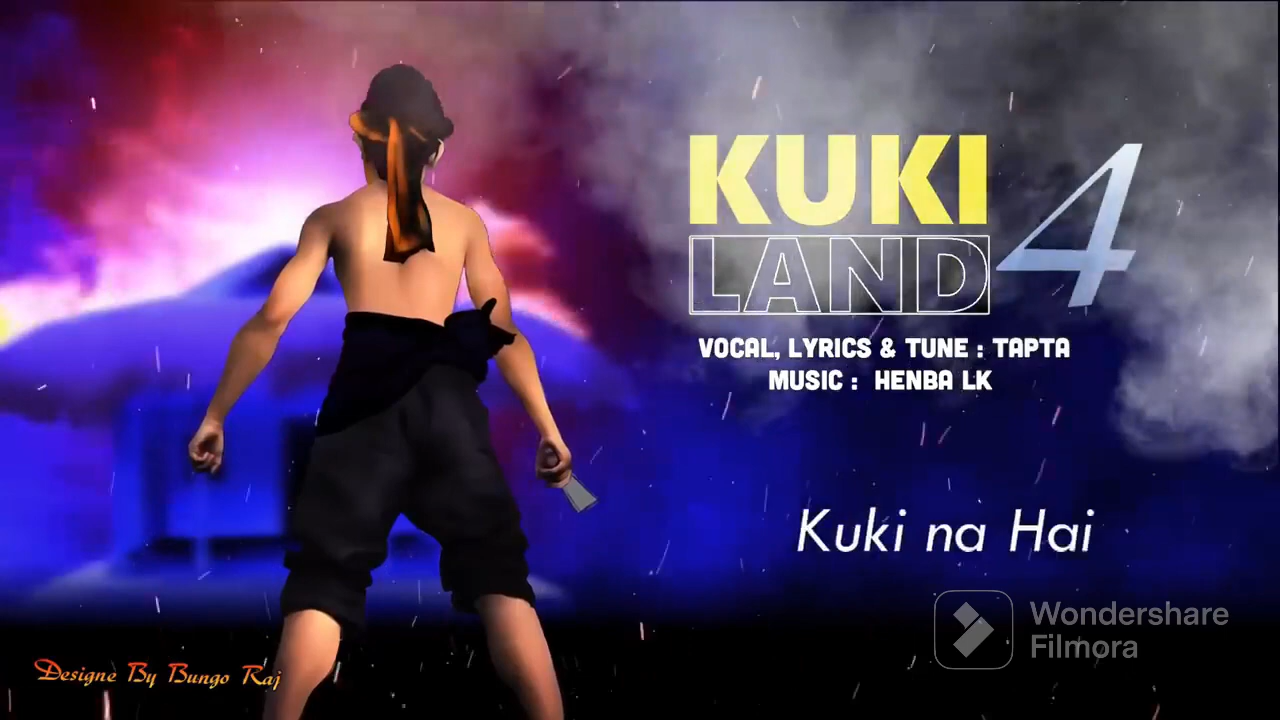 KUKI
LAND 4
VOCAL, LYRICS & TUNE : TAPTA
MUSIC : HENBA LK
Kuki na Hai
Wondershare
Filmora
Designe By Bungo Raj